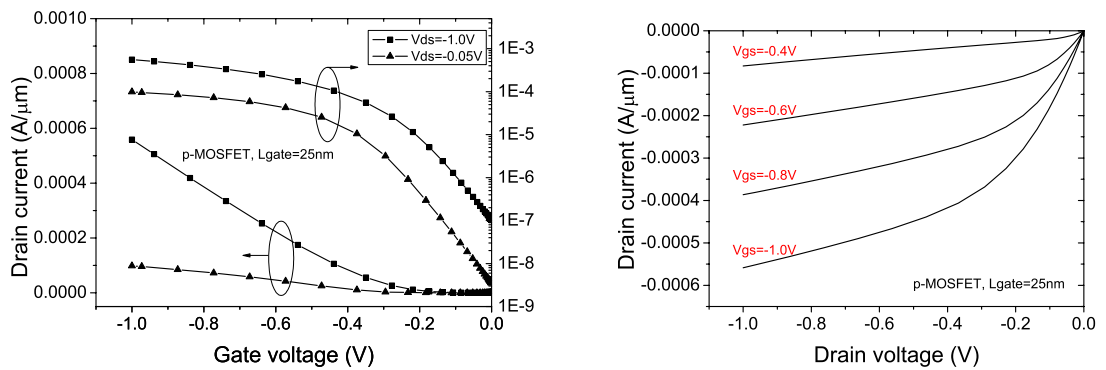 Drain current (A/μm)
0.0010
0.0008
0.0006
0.0004
0.0002
0.0000
Vds=-1.0V
Vds=-0.05V
p-MOSFET, Lgate=25nm
1E-3
1E-4
1E-5
1E-6
1E-7
1E-8
1E-9
-1.0 -0.8 -0.6 -0.4 -0.2 0.0
Gate voltage (V)
Drain current (A/μm)
0.0000
-0.0001
-0.0002
-0.0003
-0.0004
-0.0005
-0.0006
Vgs=-0.4V
Vgs=-0.6V
Vgs=-0.8V
Vgs=-1.0V
p-MOSFET, Lgate=25nm
-1.0 -0.8 -0.6 -0.4 -0.2 0.0
Drain voltage (V)